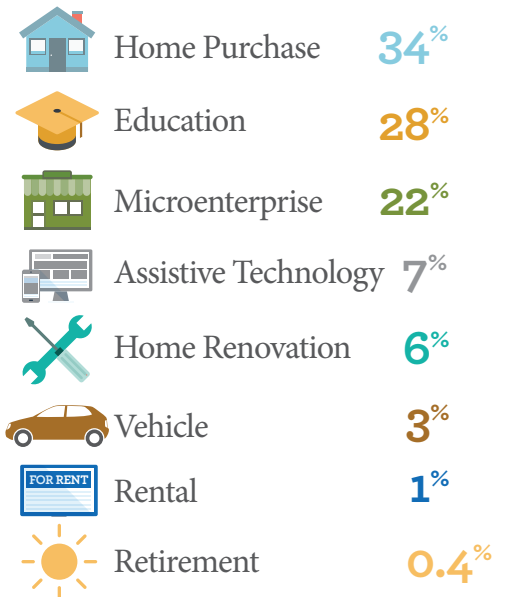 Home Purchase 34%
Education 28%
Microenterprise 22%
Assistive Technology 7%
Home Renovation 6%
Vehicle 3%
FOR RENT Rental 1%
Retirement 0.4%